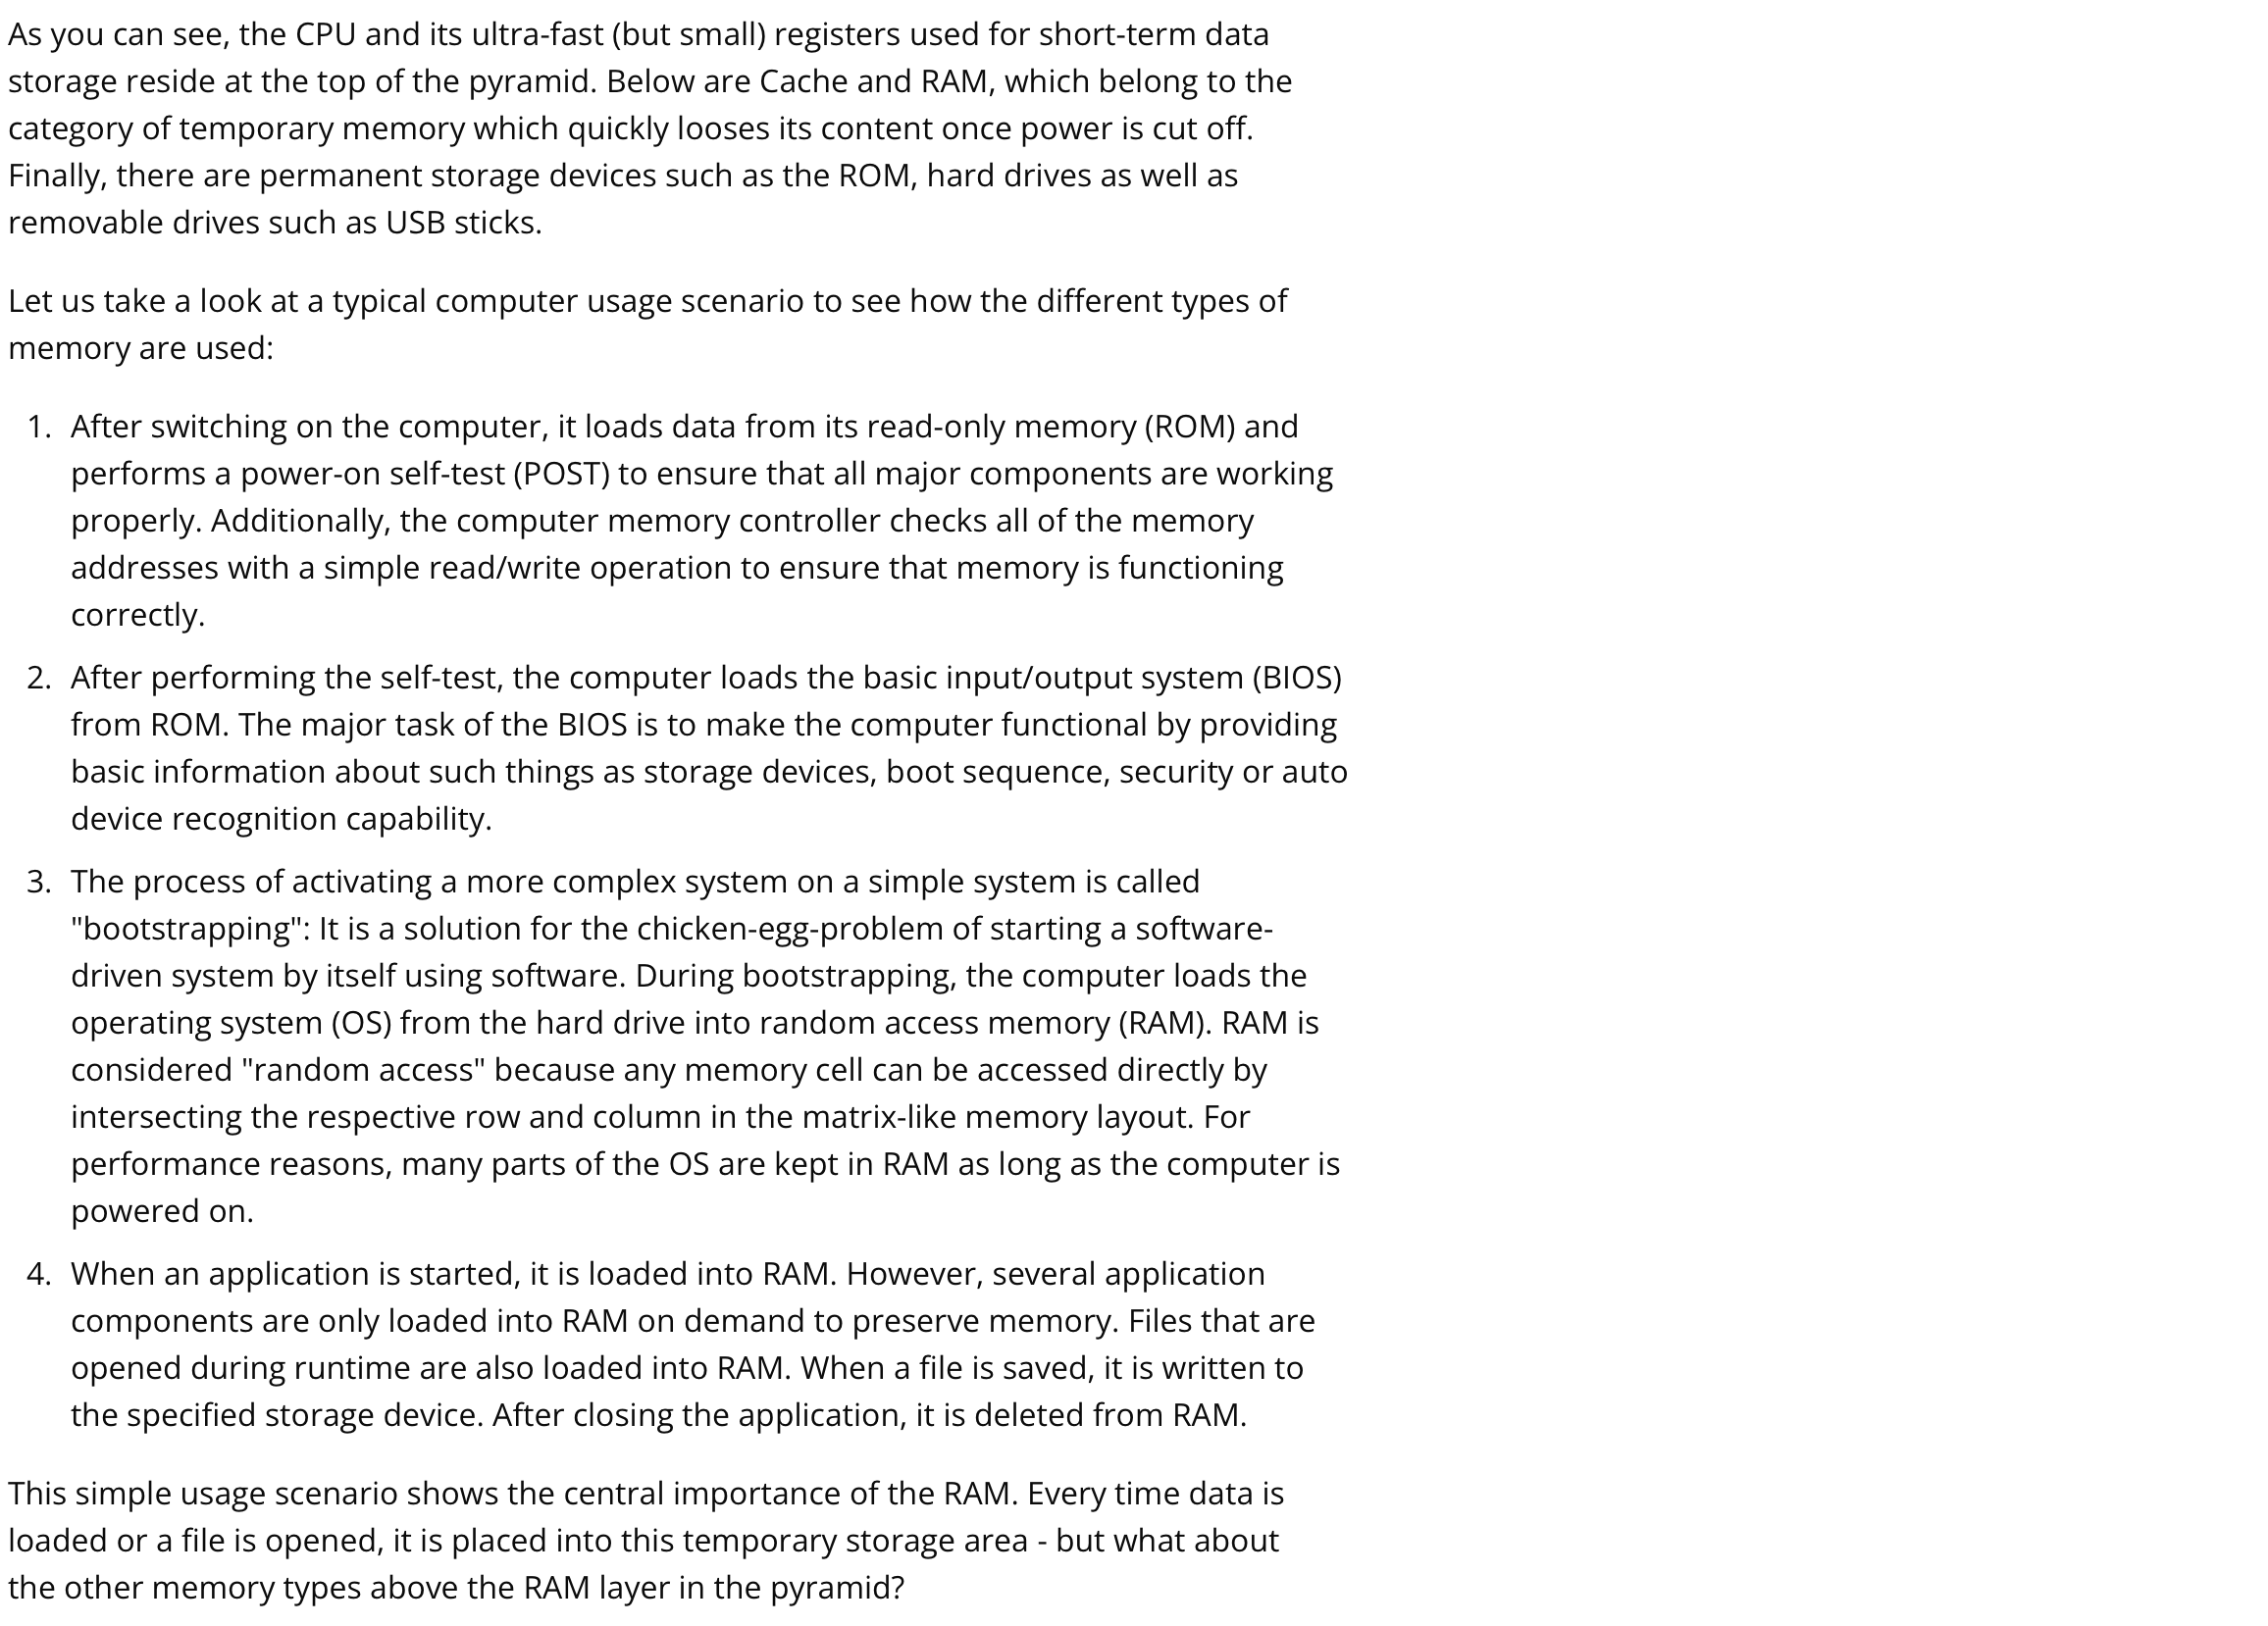 As you can see, the CPU and its ultra-fast (but small) registers used for short-term data
storage reside at the top of the pyramid. Below are Cache and RAM, which belong to the
category of temporary memory which quickly looses its content once power is cut off.
Finally, there are permanent storage devices such as the ROM, hard drives as well as
removable drives such as USB sticks.
Let us take a look at a typical computer usage scenario to see how the different types of
memory are used:
1. After switching on the computer, it loads data from its read-only memory (ROM) and
performs a power-on self-test (POST) to ensure that all major components are working
properly. Additionally, the computer memory controller checks all of the memory
addresses with a simple read/write operation to ensure that memory is functioning
correctly.
2. After performing the self-test, the computer loads the basic input/output system (BIOS)
from ROM. The major task of the BIOS is to make the computer functional by providing
basic information about such things as storage devices, boot sequence, security or auto
device recognition capability.
3. The process of activating a more complex system on a simple system is called
"bootstrapping": It is a solution for the chicken-egg-problem of starting a software-
driven system by itself using software. During bootstrapping, the computer loads the
operating system (OS) from the hard drive into random access memory (RAM). RAM is
considered "random access" because any memory cell can be accessed directly by
intersecting the respective row and column in the matrix-like memory layout. For
performance reasons, many parts of the OS are kept in RAM as long as the computer is
powered on.
4. When an application is started, it is loaded into RAM. However, several application
components are only loaded into RAM on demand to preserve memory. Files that are
opened during runtime are also loaded into RAM. When a file is saved, it is written to
the specified storage device. After closing the application, it is deleted from RAM.
This simple usage scenario shows the central importance of the RAM. Every time data is
loaded or a file is opened, it is placed into this temporary storage area - but what about
the other memory types above the RAM layer in the pyramid?